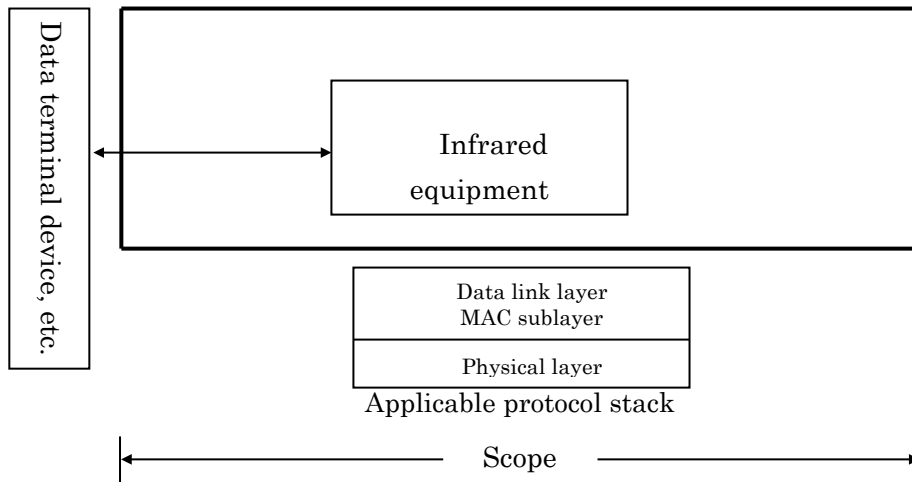 Data terminal device, etc.
Infrared
equipment
Data link layer
MAC sublayer
Physical layer
Applicable protocol stack
Scope